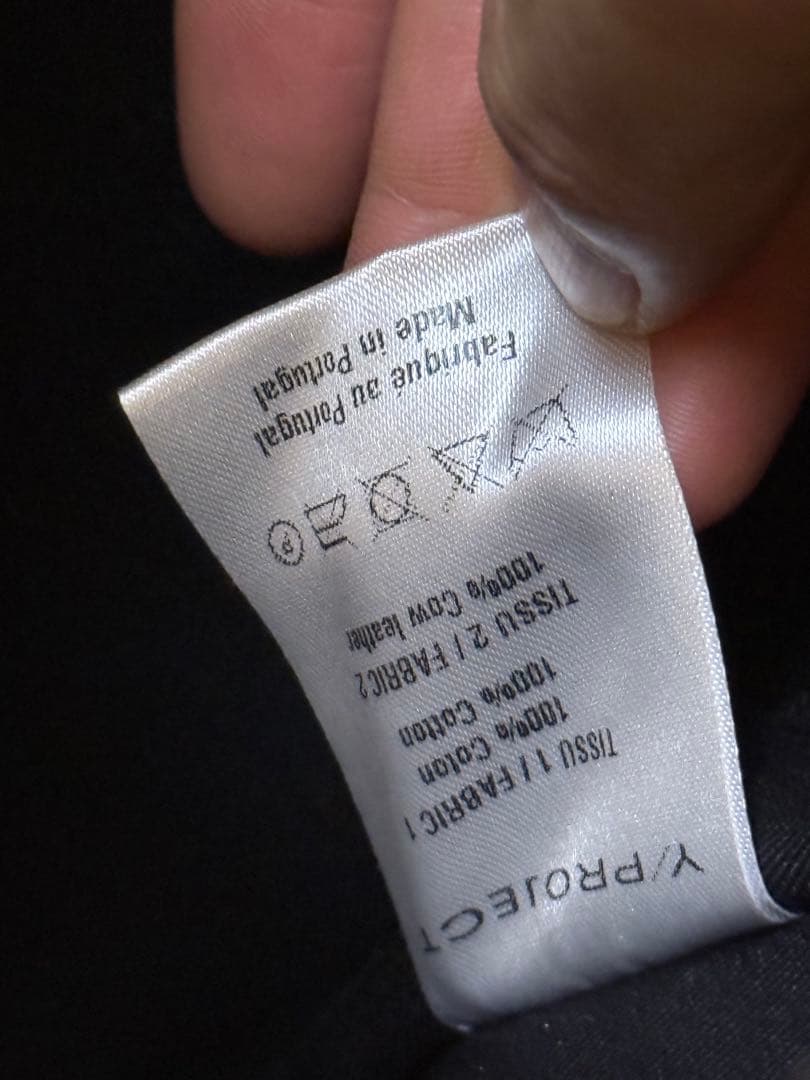 Y/PROJECT
TISSU 1 / FABRIC 1
100% Coton
100% Cotton
TISSU 2 / FABRIC 2
100% Cow leather
P
Fabriqué au Portugal
Made in Portugal